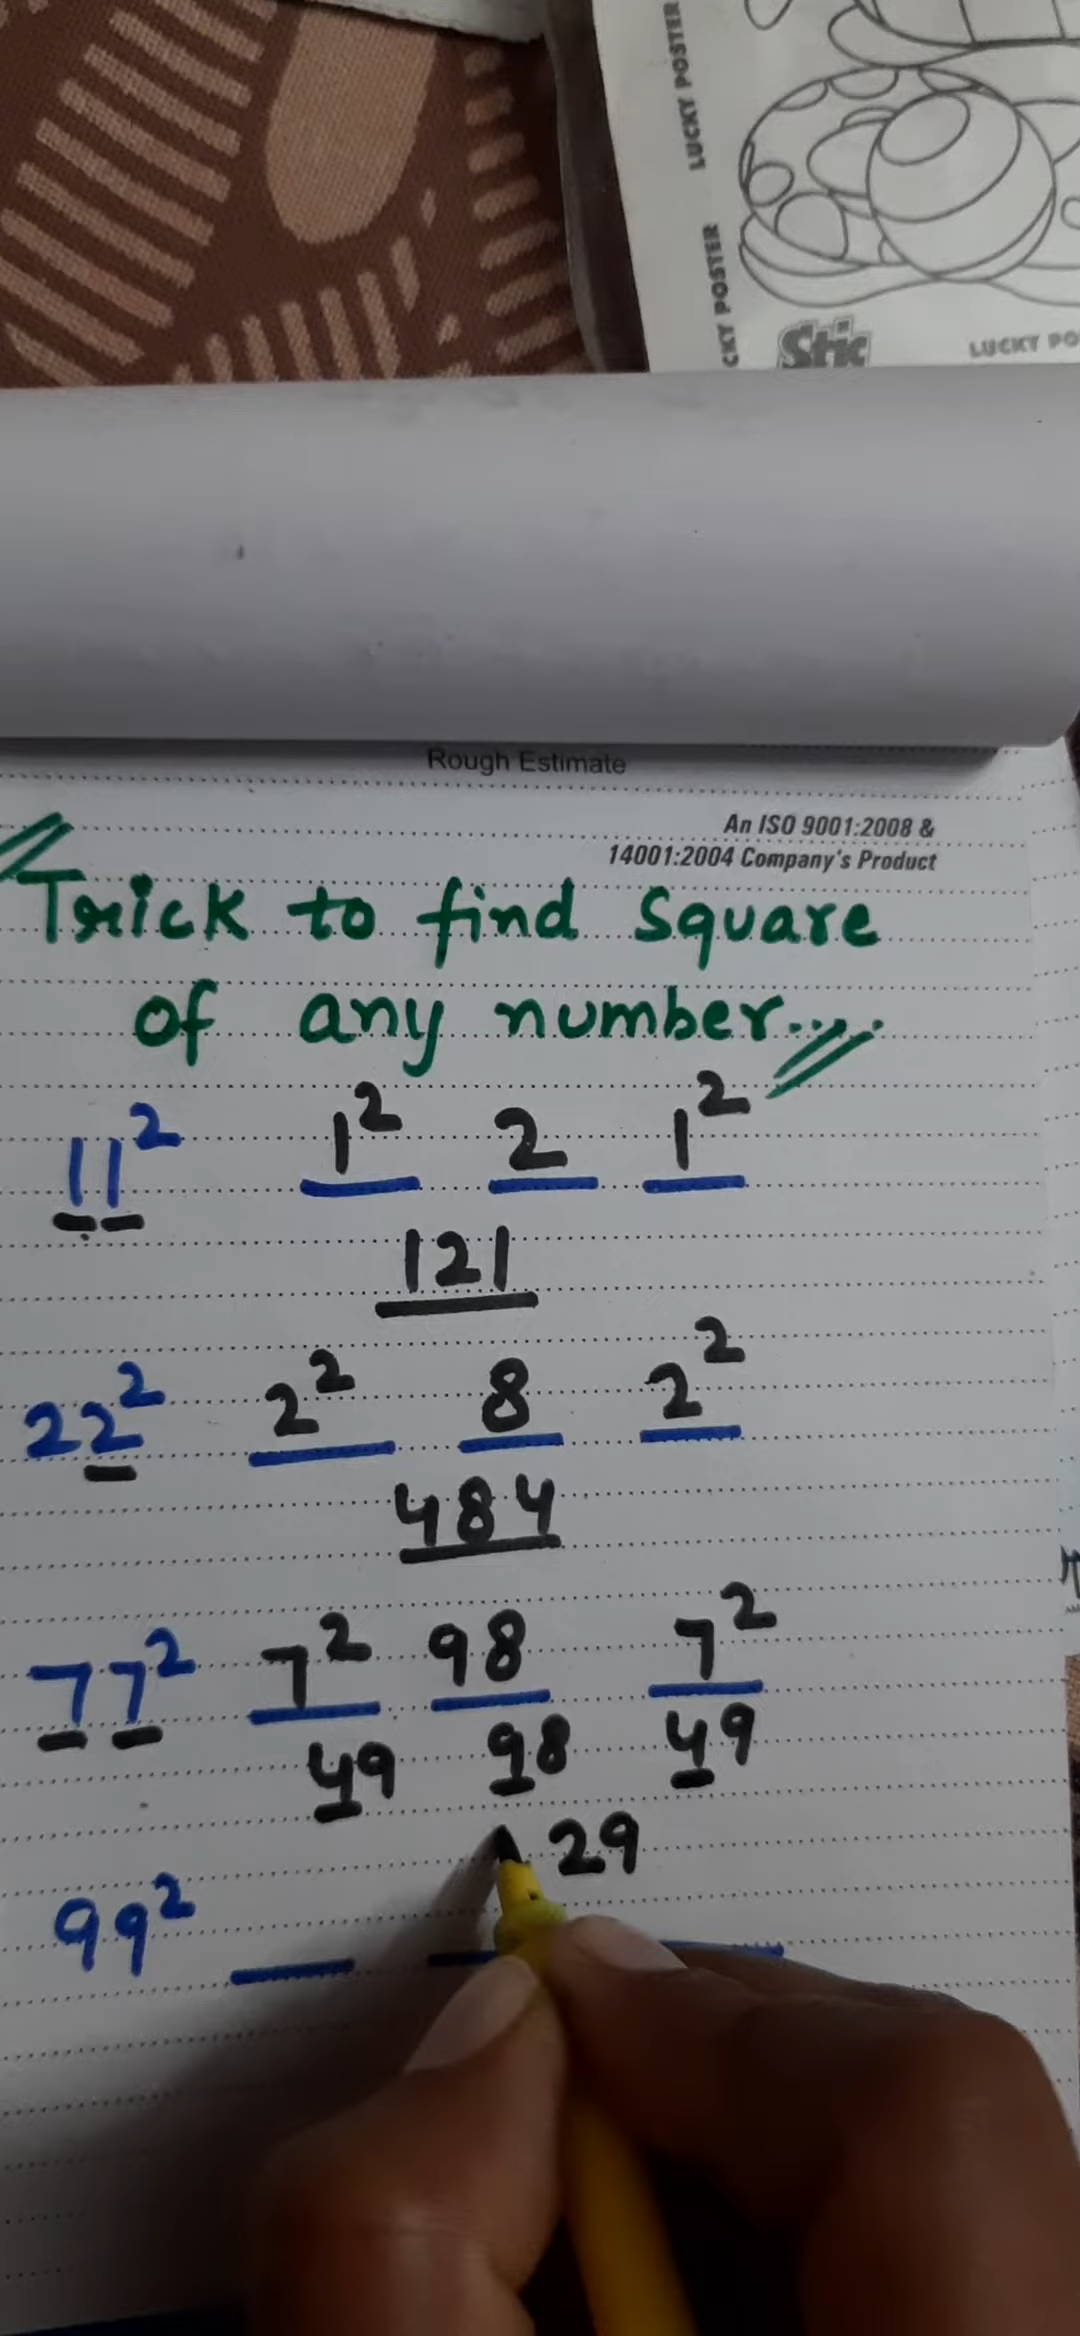 LUCKY POSTER
LUCKY POSTER
CKY POSTER
Stic
LUCKY PO
Rough Estimate
An ISO 9001:2008 &
14001:2004 Company's Product
Trick to find square
of any number....
11² 1² 2 1²
121
22² 2² 8 2²
484
77² 7² 98 7²
49 98 49
29
99²